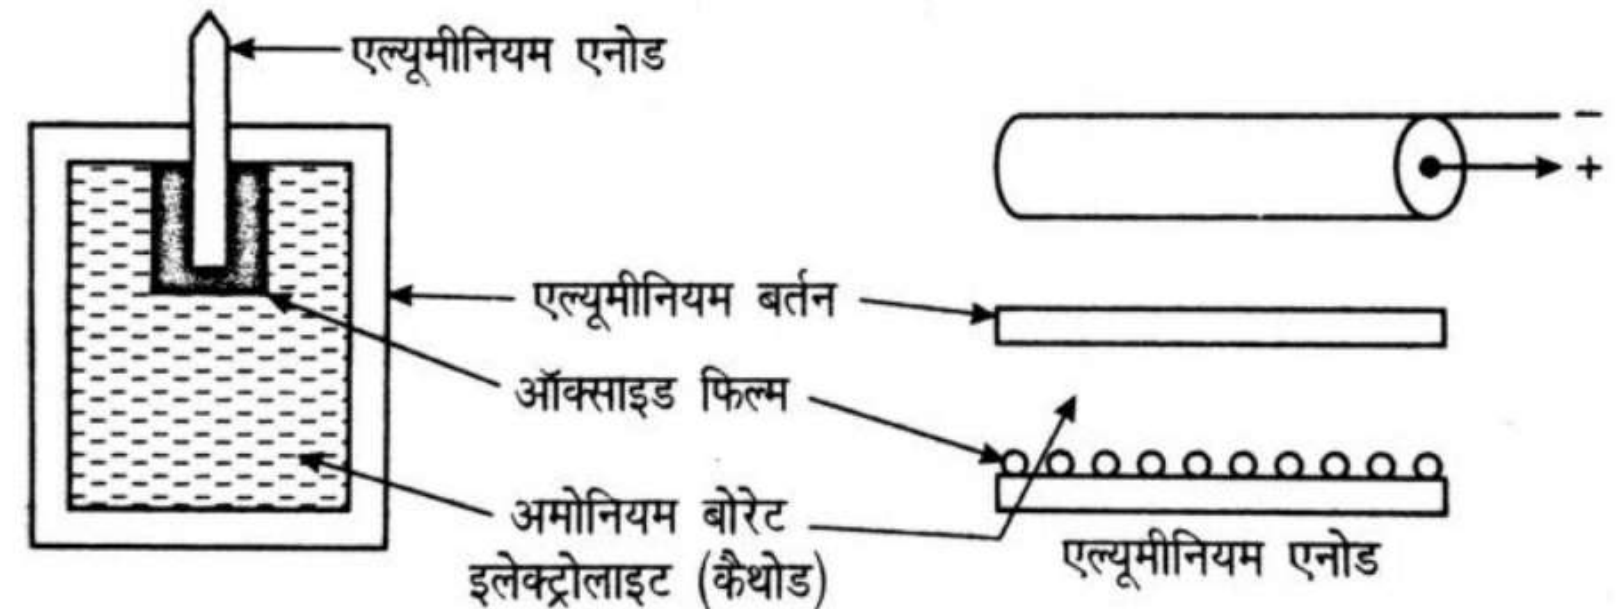 एल्यूमीनियम एनोड
−
+
एल्यूमीनियम बर्तन
ऑक्साइड फिल्म
अमोनियम बोरेट
इलेक्ट्रोलाइट (कैथोड)
एल्यूमीनियम एनोड